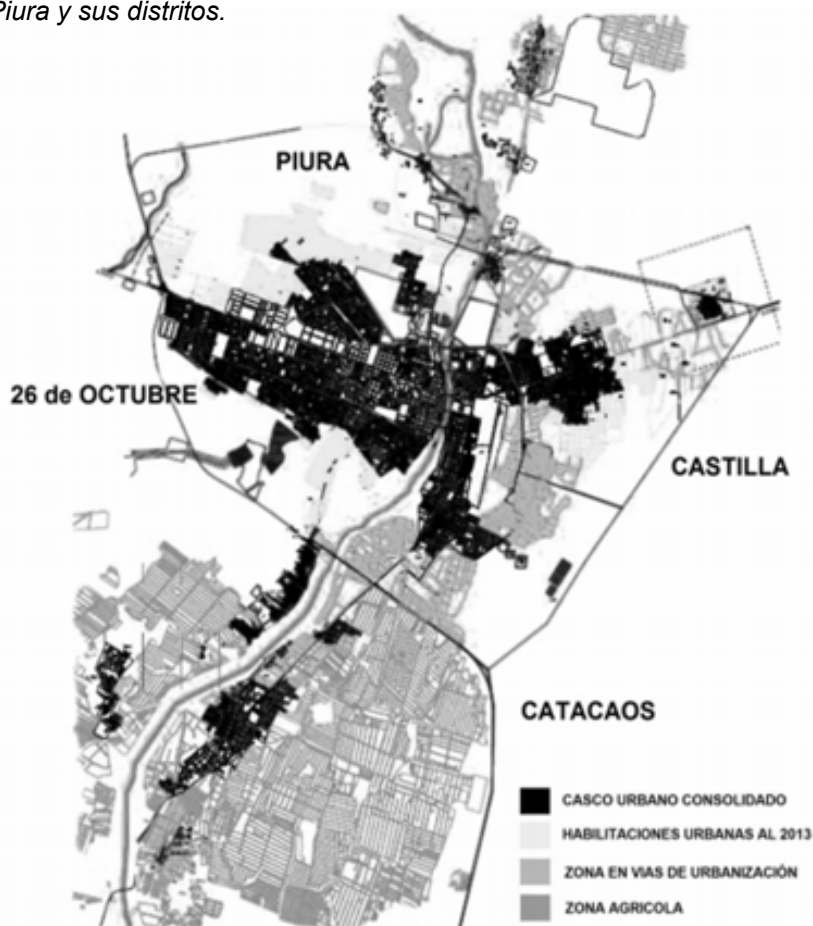 Piura y sus distritos.
PIURA
26 de OCTUBRE
CASTILLA
CATACAOS
CASCO URBANO CONSOLIDADO
HABILITACIONES URBANAS AL 2013
ZONA EN VIAS DE URBANIZACIÓN
ZONA AGRICOLA